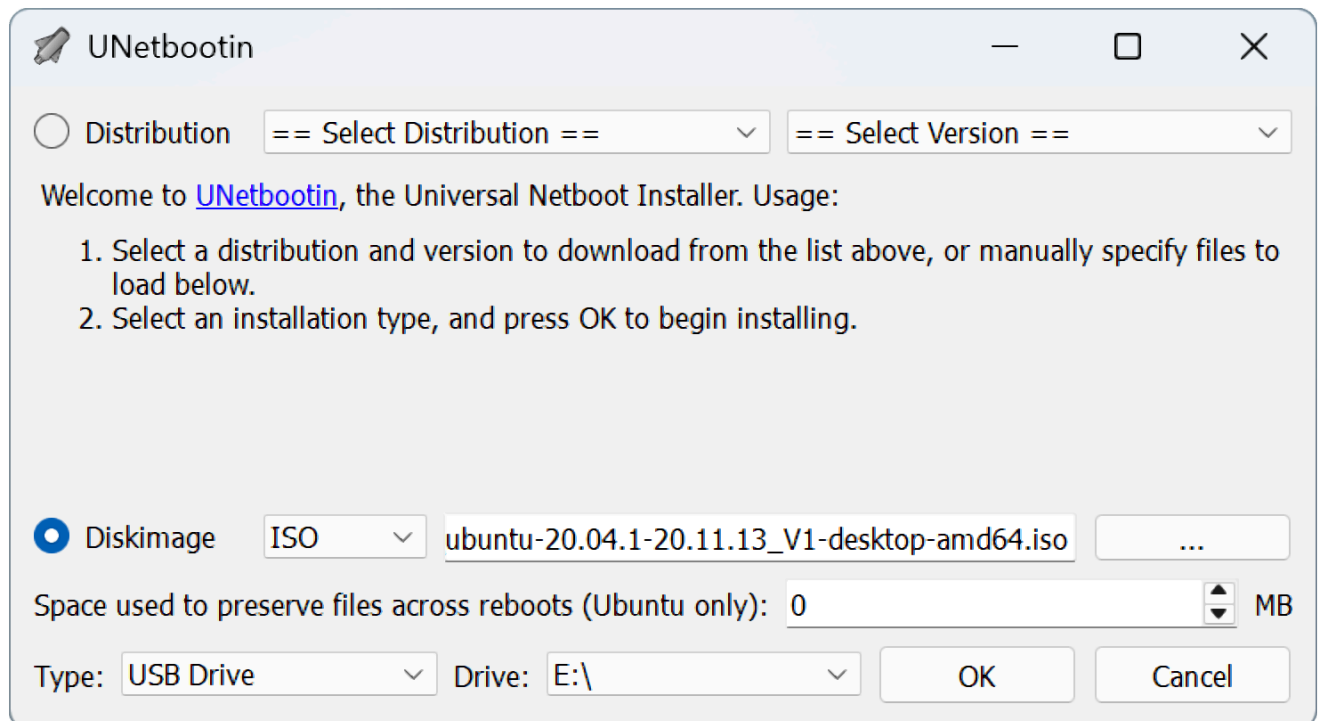 UNetbootin
Distribution == Select Distribution == == Select Version ==
Welcome to UNetbootin, the Universal Netboot Installer. Usage:
1. Select a distribution and version to download from the list above, or manually specify files to
load below.
2. Select an installation type, and press OK to begin installing.
Diskimage ISO ubuntu-20.04.1-20.11.13_V1-desktop-amd64.iso ...
Space used to preserve files across reboots (Ubuntu only): 0 MB
Type: USB Drive Drive: E:\ OK Cancel